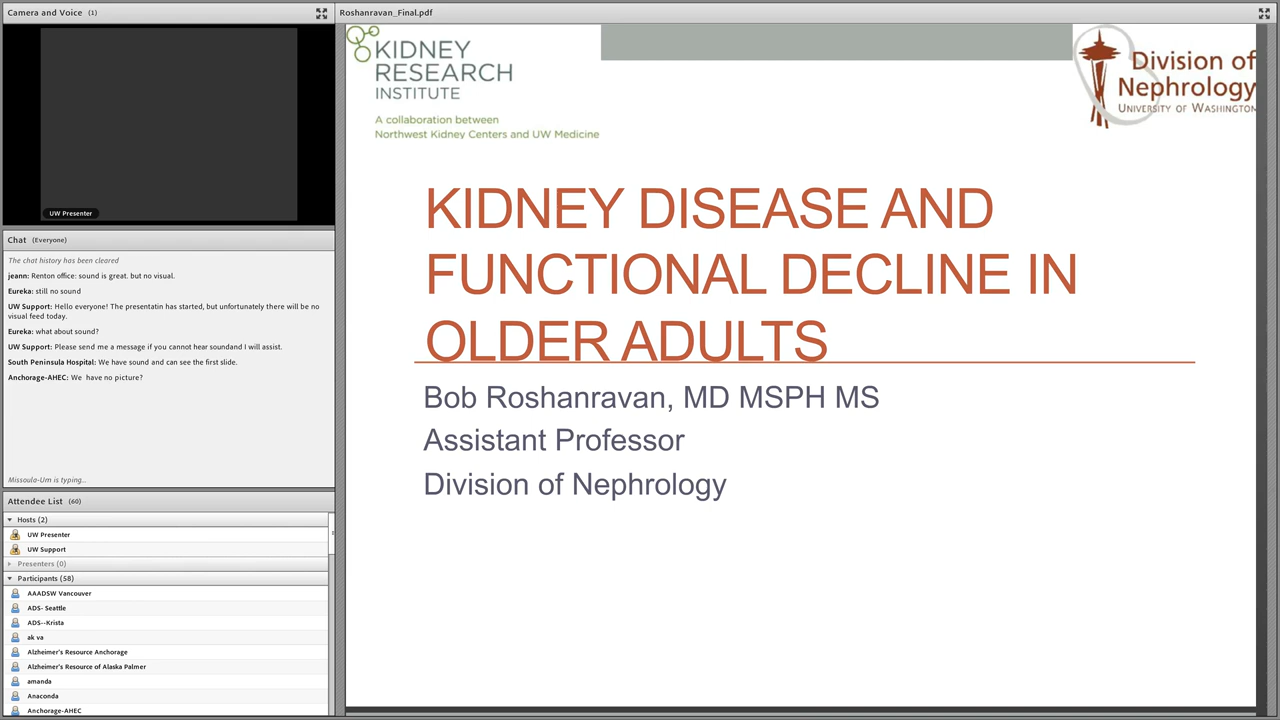 Camera and Voice (1)
UW Presenter
Chat (Everyone)
The chat history has been cleared
jeann: Renton office: sound is great. but no visual.
Eureka: still no sound
UW Support: Hello everyone! The presentatin has started, but unfortunately there will be no
visual feed today.
Eureka: what about sound?
UW Support: Please send me a message if you cannot hear soundand I will assist.
South Peninsula Hospital: We have sound and can see the first slide.
Anchorage-AHEC: We have no picture?
Missoula-Um is typing...
Attendee List (60)
Hosts (2)
UW Presenter
UW Support
Presenters (0)
Participants (58)
AAADSW Vancouver
ADS- Seattle
ADS--Krista
ak va
Alzheimer's Resource Anchorage
Alzheimer's Resource of Alaska Palmer
amanda
Anaconda
Anchorage-AHEC
Roshanravan_Final.pdf
KIDNEY
RESEARCH
INSTITUTE
A collaboration between
Northwest Kidney Centers and UW Medicine
Division of
Nephrology
UNIVERSITY OF WASHINGTON
KIDNEY DISEASE AND
FUNCTIONAL DECLINE IN
OLDER ADULTS
Bob Roshanravan, MD MSPH MS
Assistant Professor
Division of Nephrology